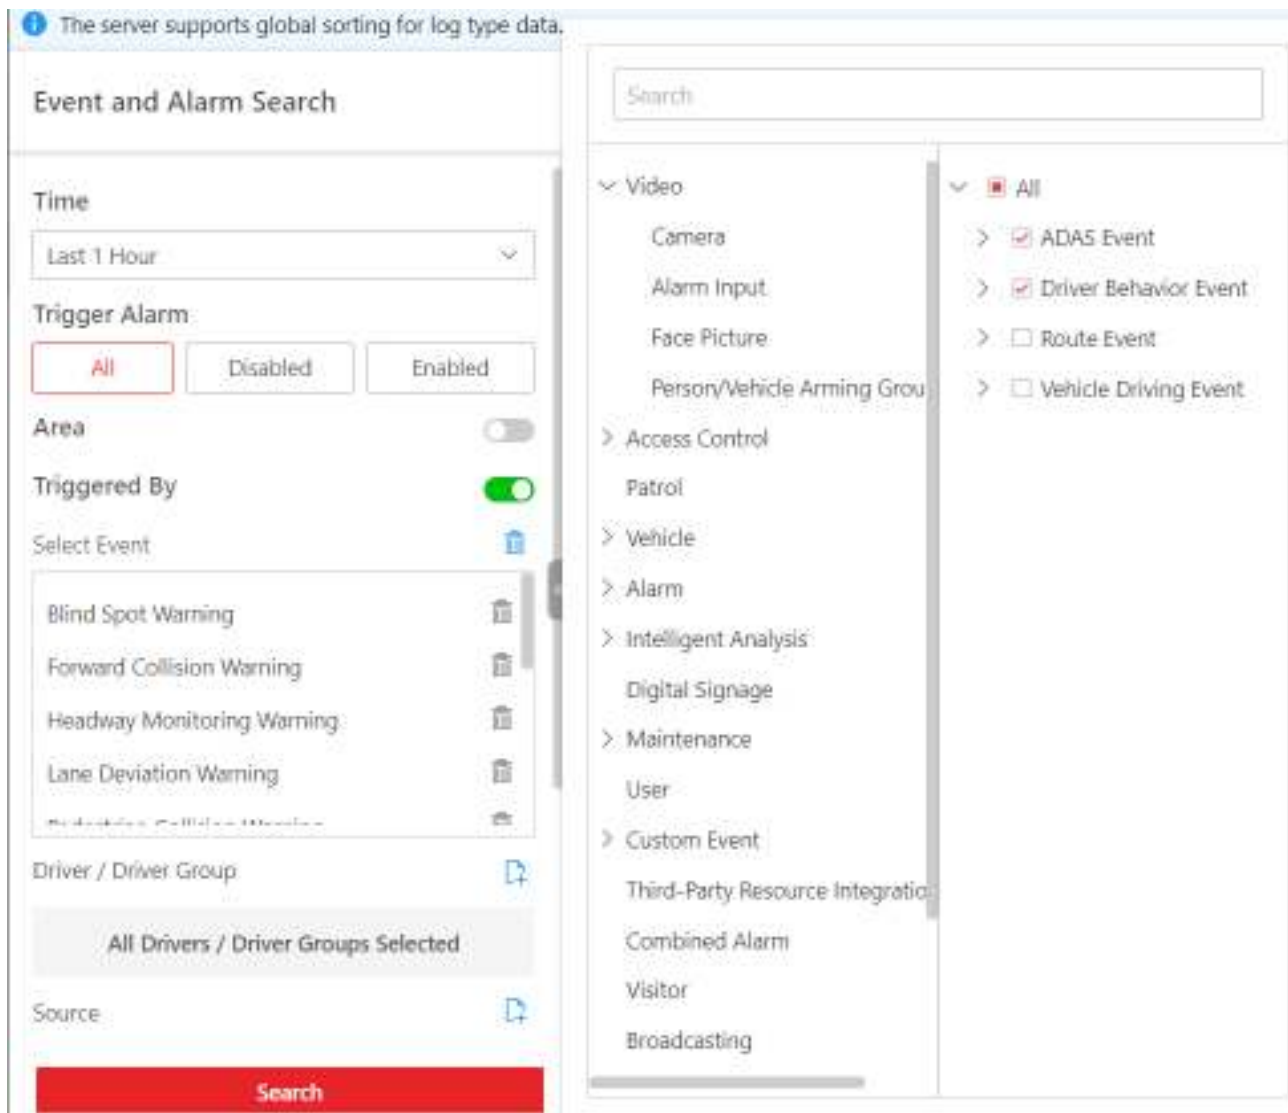 The server supports global sorting for log type data.
Event and Alarm Search
Time
Last 1 Hour
Trigger Alarm
All
Disabled
Enabled
Area
Triggered By
Select Event
Blind Spot Warning
Forward Collision Warning
Headway Monitoring Warning
Lane Deviation Warning
Driver / Driver Group
All Drivers / Driver Groups Selected
Source
Search
Search
Video
Camera
Alarm Input
Face Picture
Person/Vehicle Arming Grou
Access Control
Patrol
Vehicle
Alarm
Intelligent Analysis
Digital Signage
Maintenance
User
Custom Event
Third-Party Resource Integratio
Combined Alarm
Visitor
Broadcasting
All
ADAS Event
Driver Behavior Event
Route Event
Vehicle Driving Event